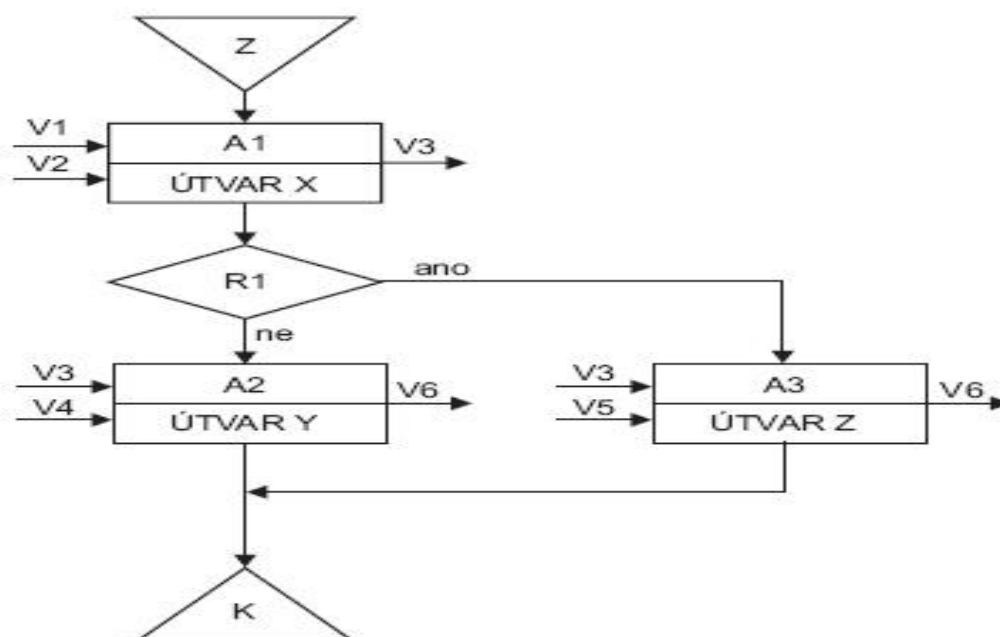 Z
V1
A1
V3
V2
ÚTVAR X
R1
ano
ne
V3
A2
V6
V4
ÚTVAR Y
V3
A3
V6
V5
ÚTVAR Z
K